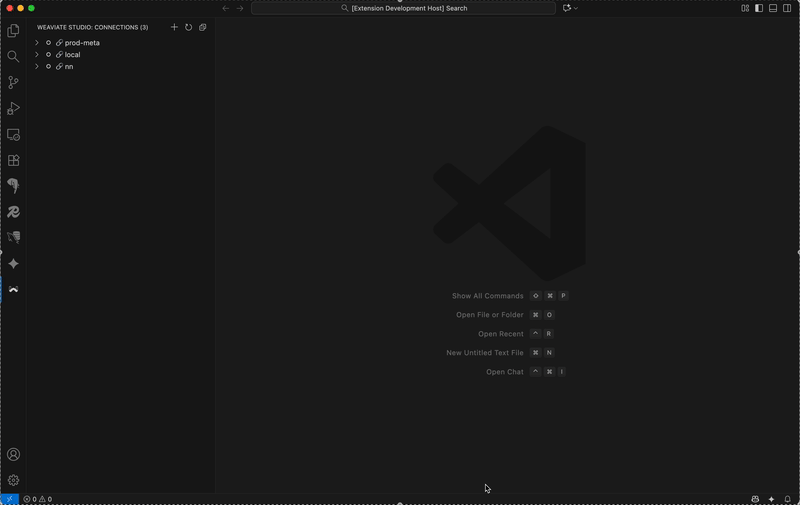 [Extension Development Host] Search
WEAVIATE STUDIO: CONNECTIONS (3)
prod-meta
local
nn
Show All Commands ⇧ ⌘ P
Open File or Folder ⌘ O
Open Recent ^ R
New Untitled Text File ⌘ N
Open Chat ^ ⌘ I
0 0